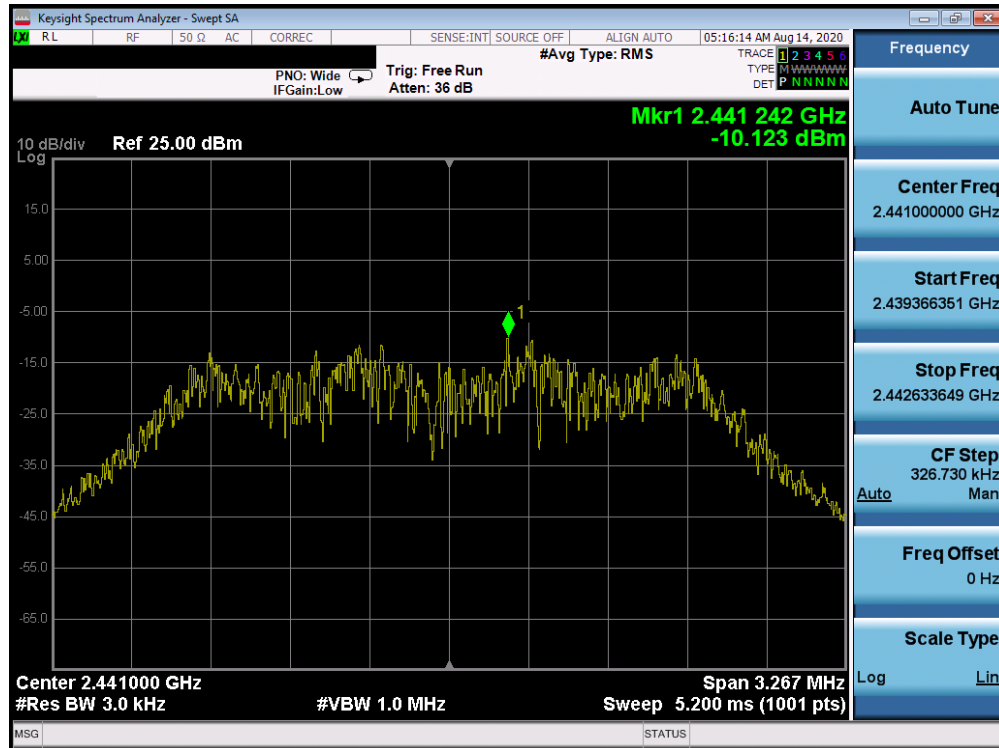 Keysight Spectrum Analyzer - Swept SA
LXI RL RF 50 Ω AC CORREC SENSE:INT SOURCE OFF ALIGN AUTO 05:16:14 AM Aug 14, 2020
PNO: Wide
IFGain:Low
Trig: Free Run
Atten: 36 dB
#Avg Type: RMS
TRACE 1 2 3 4 5 6
TYPE M W W W W W
DET P N N N N N
Mkr1 2.441 242 GHz
-10.123 dBm
10 dB/div
Log
Ref 25.00 dBm
15.0
5.00
-5.00
-15.0
-25.0
-35.0
-45.0
-55.0
-65.0
1
Center 2.441000 GHz
#Res BW 3.0 kHz
#VBW 1.0 MHz
Span 3.267 MHz
Sweep 5.200 ms (1001 pts)
MSG
STATUS
Frequency
Auto Tune
Center Freq
2.441000000 GHz
Start Freq
2.439366351 GHz
Stop Freq
2.442633649 GHz
CF Step
326.730 kHz
Auto Man
Freq Offset
0 Hz
Scale Type
Log Lin